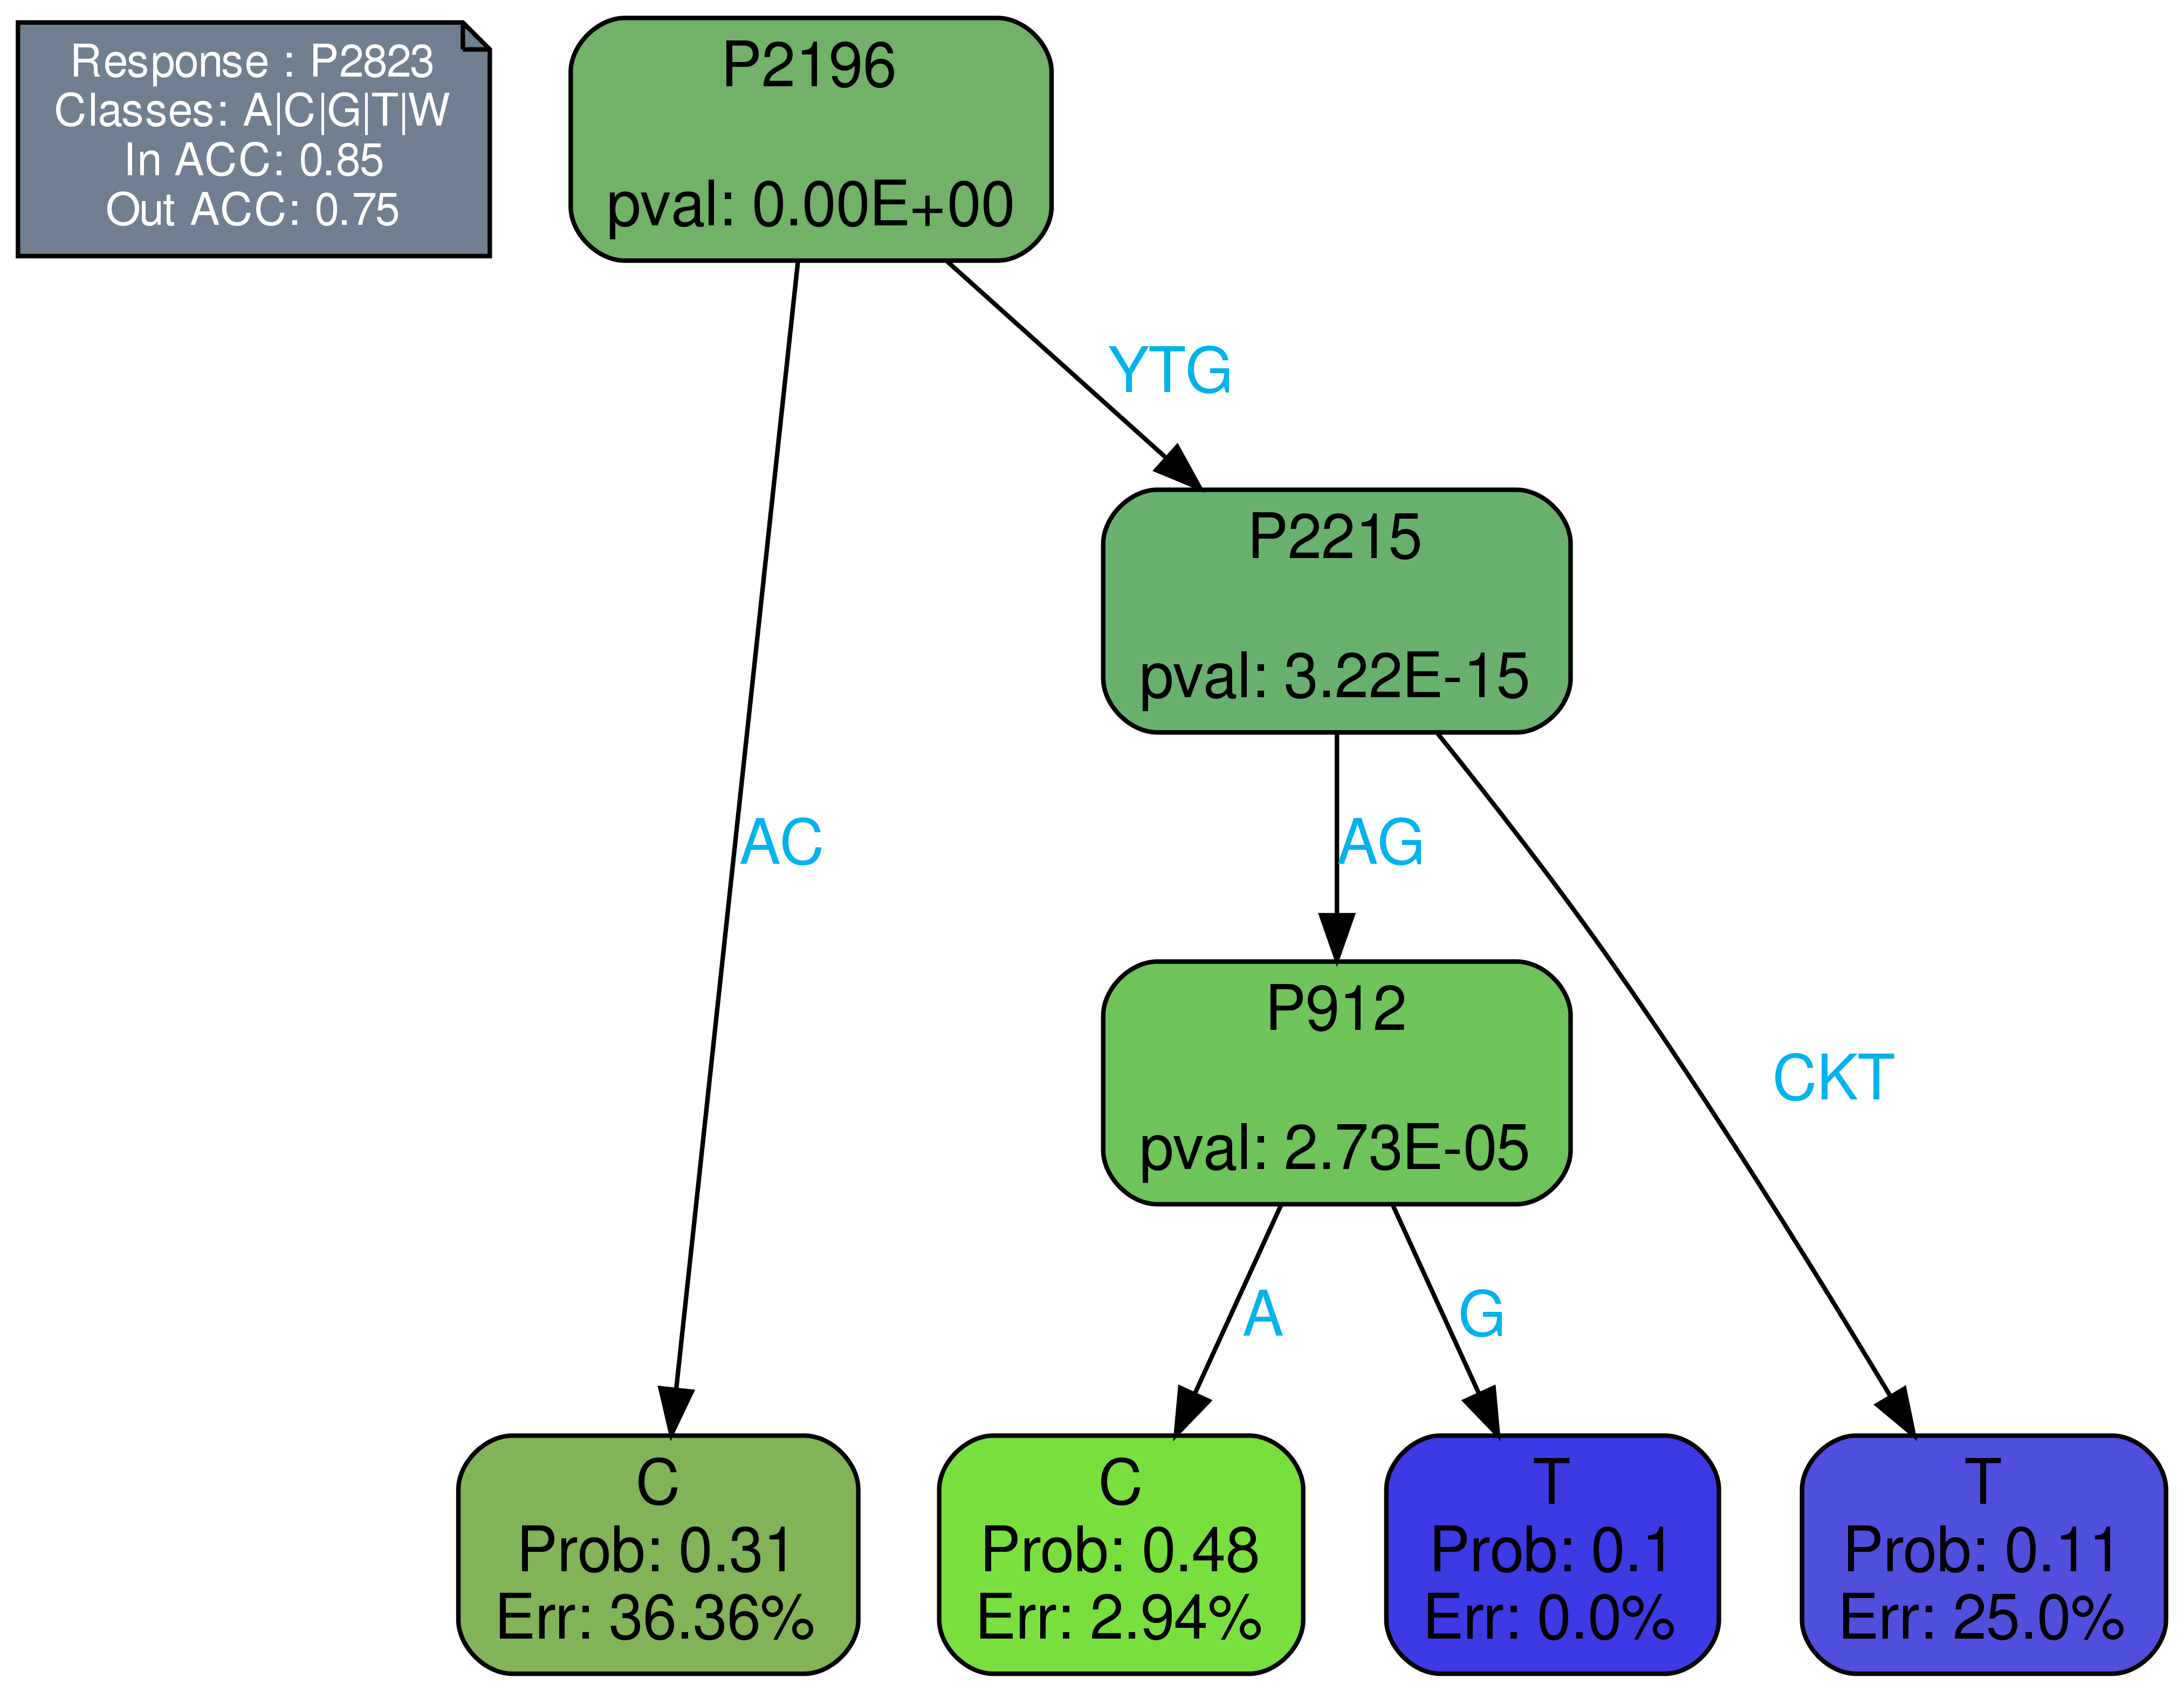 Response : P2823
Classes: A|C|G|T|W
In ACC: 0.85
Out ACC: 0.75
P2196
pval: 0.00E+00
YTG
P2215
pval: 3.22E-15
AC
AG
P912
pval: 2.73E-05
CKT
A
G
C
Prob: 0.31
Err: 36.36%
C
Prob: 0.48
Err: 2.94%
T
Prob: 0.1
Err: 0.0%
T
Prob: 0.11
Err: 25.0%